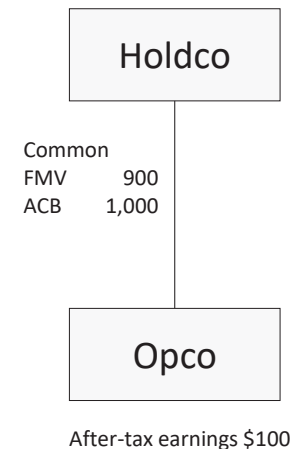 Holdco
Common
FMV 900
ACB 1,000
Opco
After-tax earnings $100